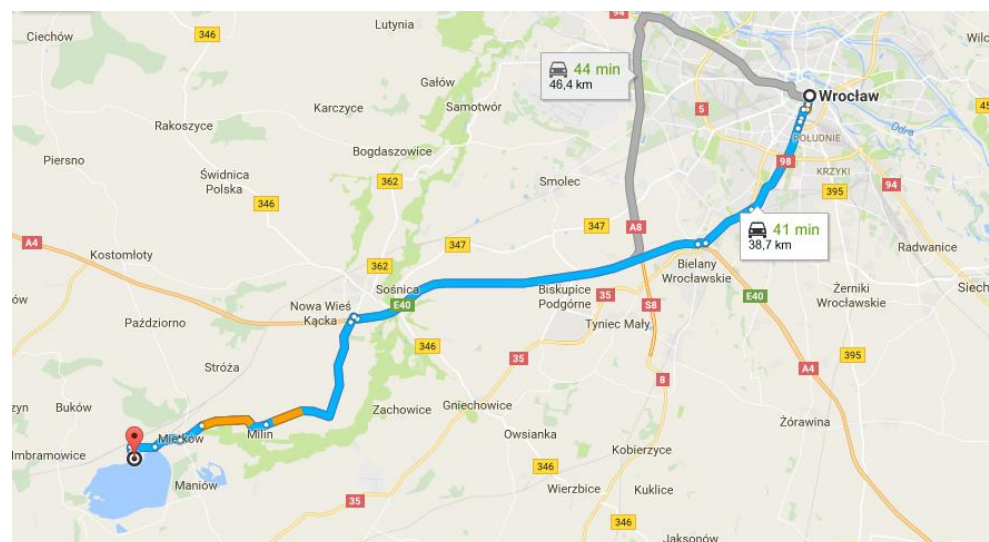 94
Lutynia
Ciechów
346
Wilc
44 min
46,4 km
Gałów
Wrocław
Karczyce
Samotwór
5
45
Rakoszyce
Odra
POŁUDNIE
Bogdaszowice
Piersno
98
KRZYKI
Świdnica
Polska
362
Smolec
94
395
346
347
A8
41 min
38,7 km
A4
347
Radwanice
Kostomłoty
362
Bielany
Wrocławskie
Sośnica
Biskupice
Podgórne
Żerniki
Wrocławskie
Siech
ów
E40
35
E40
Nowa Wieś
Kącka
S8
Październo
Tyniec Mały
346
35
395
Stróża
A4
8
Buków
zyn
Zachowice
Gniechowice
Żórawina
Mietków
Milin
Owsianka
Imbramowice
Kobierzyce
346
Maniów
Wierzbice
Kuklice
35
346
Jaksonów